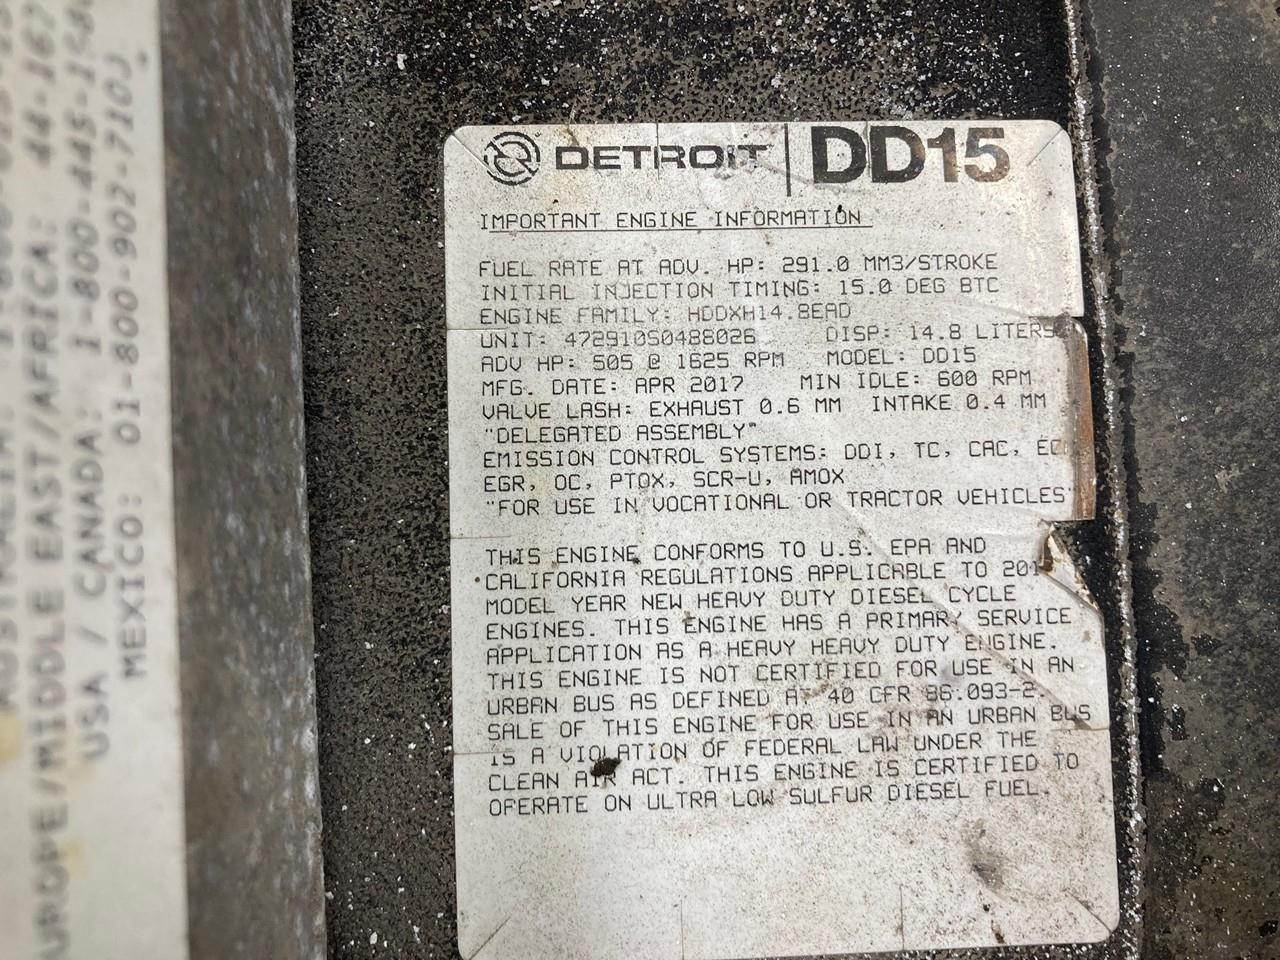 DETROIT DD15
IMPORTANT ENGINE INFORMATION
FUEL RATE AT ADV. HP: 291.0 MM3/STROKE
INITIAL INJECTION TIMING: 15.0 DEG BTC
ENGINE FAMILY: HDDXH14.8EAD
UNIT: 472910S0488026 DISP: 14.8 LITERS
ADV HP: 505 @ 1625 RPM MODEL: DD15
MFG. DATE: APR 2017 MIN IDLE: 600 RPM
VALVE LASH: EXHAUST 0.6 MM INTAKE 0.4 MM
"DELEGATED ASSEMBLY"
EMISSION CONTROL SYSTEMS: DDI, TC, CAC,
EGR, OC, PTOX, SCR-U, AMOX
"FOR USE IN VOCATIONAL OR TRACTOR VEHICLES"
THIS ENGINE CONFORMS TO U.S. EPA AND
CALIFORNIA REGULATIONS APPLICABLE TO
MODEL YEAR NEW HEAVY DUTY DIESEL CYCLE
ENGINES. THIS ENGINE HAS A PRIMARY SERVICE
APPLICATION AS A HEAVY HEAVY DUTY ENGINE.
THIS ENGINE IS NOT CERTIFIED FOR USE IN AN
URBAN BUS AS DEFINED AT 40 CFR 86.093-2.
SALE OF THIS ENGINE FOR USE IN AN URBAN BUS
IS A VIOLATION OF FEDERAL LAW UNDER THE
CLEAN AIR ACT. THIS ENGINE IS CERTIFIED TO
OPERATE ON ULTRA LOW SULFUR DIESEL FUEL.
EUROPE/MIDDLE EAST/AFRICA:
USA / CANADA: 1-800-445-
MEXICO: 01-800-902-7100